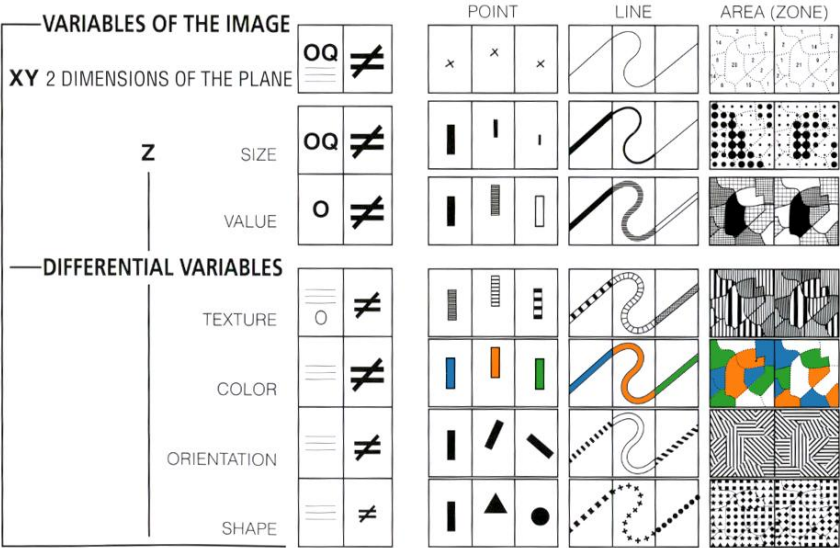 POINT LINE AREA (ZONE)
VARIABLES OF THE IMAGE
XY 2 DIMENSIONS OF THE PLANE OQ ≠
Z
SIZE OQ ≠
VALUE O ≠
DIFFERENTIAL VARIABLES
TEXTURE O ≠
COLOR ≠
ORIENTATION ≠
SHAPE ≠